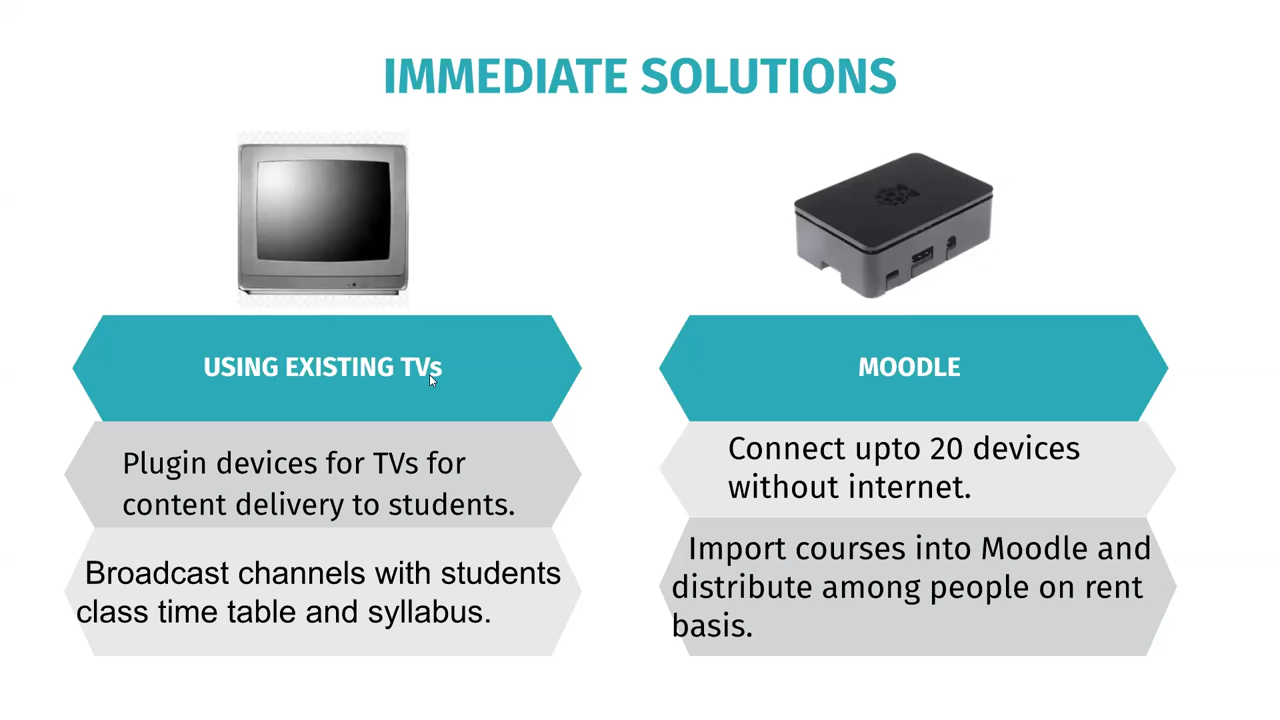 IMMEDIATE SOLUTIONS
USING EXISTING TVs
Plugin devices for TVs for
content delivery to students.
Broadcast channels with students
class time table and syllabus.
MOODLE
Connect upto 20 devices
without internet.
Import courses into Moodle and
distribute among people on rent
basis.